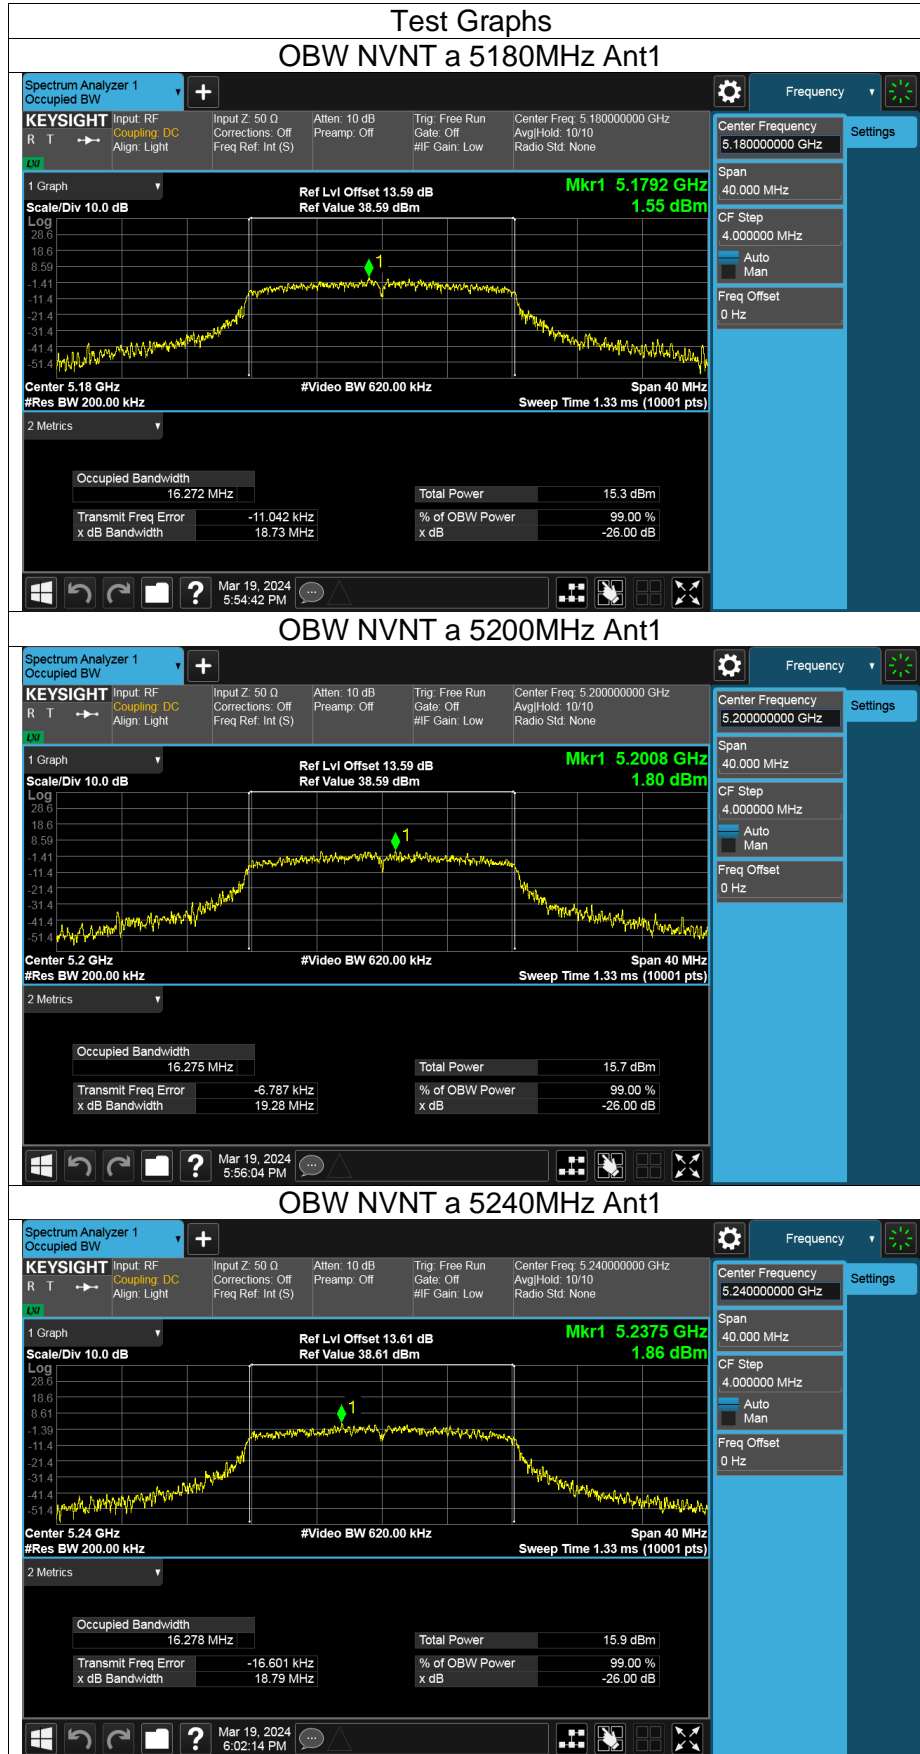 Test Graphs
OBW NVNT a 5180MHz Ant1
Spectrum Analyzer 1
Occupied BW
+
Frequency
KEYSIGHT
R T
LXI
Input: RF
Coupling: DC
Align: Light
Input Z: 50 Ω
Corrections: Off
Freq Ref: Int (S)
Atten: 10 dB
Preamp: Off
Trig: Free Run
Gate: Off
#IF Gain: Low
Center Freq: 5.180000000 GHz
Avg|Hold: 10/10
Radio Std: None
Center Frequency
5.180000000 GHz
Settings
Span
40.000 MHz
CF Step
4.000000 MHz
Auto
Man
Freq Offset
0 Hz
1 Graph
Scale/Div 10.0 dB
Ref Lvl Offset 13.59 dB
Ref Value 38.59 dBm
Mkr1 5.1792 GHz
1.55 dBm
Log
28.6
18.6
8.59
-1.41
-11.4
-21.4
-31.4
-41.4
-51.4
1
Center 5.18 GHz
#Res BW 200.00 kHz
#Video BW 620.00 kHz
Span 40 MHz
Sweep Time 1.33 ms (10001 pts)
2 Metrics
Occupied Bandwidth
16.272 MHz
Transmit Freq Error -11.042 kHz
x dB Bandwidth 18.73 MHz
Total Power 15.3 dBm
% of OBW Power 99.00 %
x dB -26.00 dB
?
Mar 19, 2024
5:54:42 PM
OBW NVNT a 5200MHz Ant1
Spectrum Analyzer 1
Occupied BW
+
Frequency
KEYSIGHT
R T
LXI
Input: RF
Coupling: DC
Align: Light
Input Z: 50 Ω
Corrections: Off
Freq Ref: Int (S)
Atten: 10 dB
Preamp: Off
Trig: Free Run
Gate: Off
#IF Gain: Low
Center Freq: 5.200000000 GHz
Avg|Hold: 10/10
Radio Std: None
Center Frequency
5.200000000 GHz
Settings
Span
40.000 MHz
CF Step
4.000000 MHz
Auto
Man
Freq Offset
0 Hz
1 Graph
Scale/Div 10.0 dB
Ref Lvl Offset 13.59 dB
Ref Value 38.59 dBm
Mkr1 5.2008 GHz
1.80 dBm
Log
28.6
18.6
8.59
-1.41
-11.4
-21.4
-31.4
-41.4
-51.4
1
Center 5.2 GHz
#Res BW 200.00 kHz
#Video BW 620.00 kHz
Span 40 MHz
Sweep Time 1.33 ms (10001 pts)
2 Metrics
Occupied Bandwidth
16.275 MHz
Transmit Freq Error -6.787 kHz
x dB Bandwidth 19.28 MHz
Total Power 15.7 dBm
% of OBW Power 99.00 %
x dB -26.00 dB
?
Mar 19, 2024
5:56:04 PM
OBW NVNT a 5240MHz Ant1
Spectrum Analyzer 1
Occupied BW
+
Frequency
KEYSIGHT
R T
LXI
Input: RF
Coupling: DC
Align: Light
Input Z: 50 Ω
Corrections: Off
Freq Ref: Int (S)
Atten: 10 dB
Preamp: Off
Trig: Free Run
Gate: Off
#IF Gain: Low
Center Freq: 5.240000000 GHz
Avg|Hold: 10/10
Radio Std: None
Center Frequency
5.240000000 GHz
Settings
Span
40.000 MHz
CF Step
4.000000 MHz
Auto
Man
Freq Offset
0 Hz
1 Graph
Scale/Div 10.0 dB
Ref Lvl Offset 13.61 dB
Ref Value 38.61 dBm
Mkr1 5.2375 GHz
1.86 dBm
Log
28.6
18.6
8.61
-1.39
-11.4
-21.4
-31.4
-41.4
-51.4
1
Center 5.24 GHz
#Res BW 200.00 kHz
#Video BW 620.00 kHz
Span 40 MHz
Sweep Time 1.33 ms (10001 pts)
2 Metrics
Occupied Bandwidth
16.278 MHz
Transmit Freq Error -16.601 kHz
x dB Bandwidth 18.79 MHz
Total Power 15.9 dBm
% of OBW Power 99.00 %
x dB -26.00 dB
?
Mar 19, 2024
6:02:14 PM